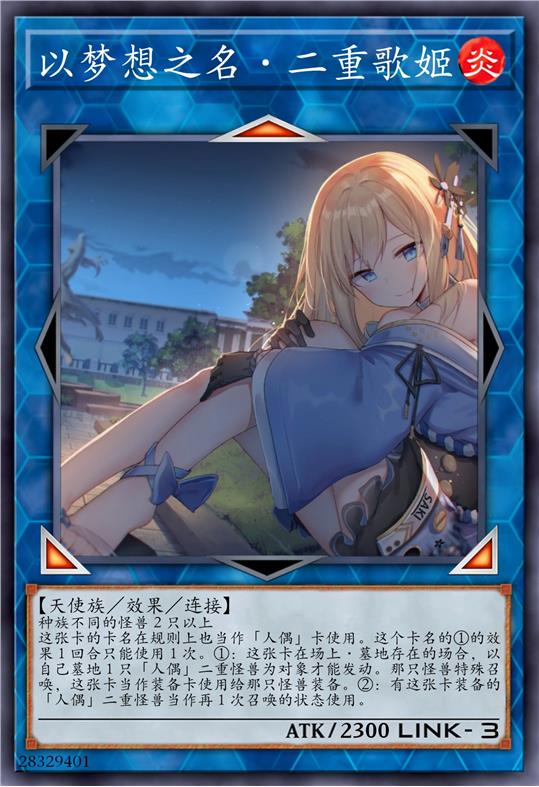 以梦想之名·二重歌姬 炎
SAKI
【天使族／效果／连接】
种族不同的怪兽２只以上
这张卡的卡名在规则上也当作「人偶」卡使用。这个卡名的①的效
果１回合只能使用１次。①：这张卡在场上·墓地存在的场合，以
自己墓地１只「人偶」二重怪兽为对象才能发动。那只怪兽特殊召
唤，这张卡当作装备卡使用给那只怪兽装备。②：有这张卡装备的
「人偶」二重怪兽当作再１次召唤的状态使用。
ATK/2300 LINK-3
28329401